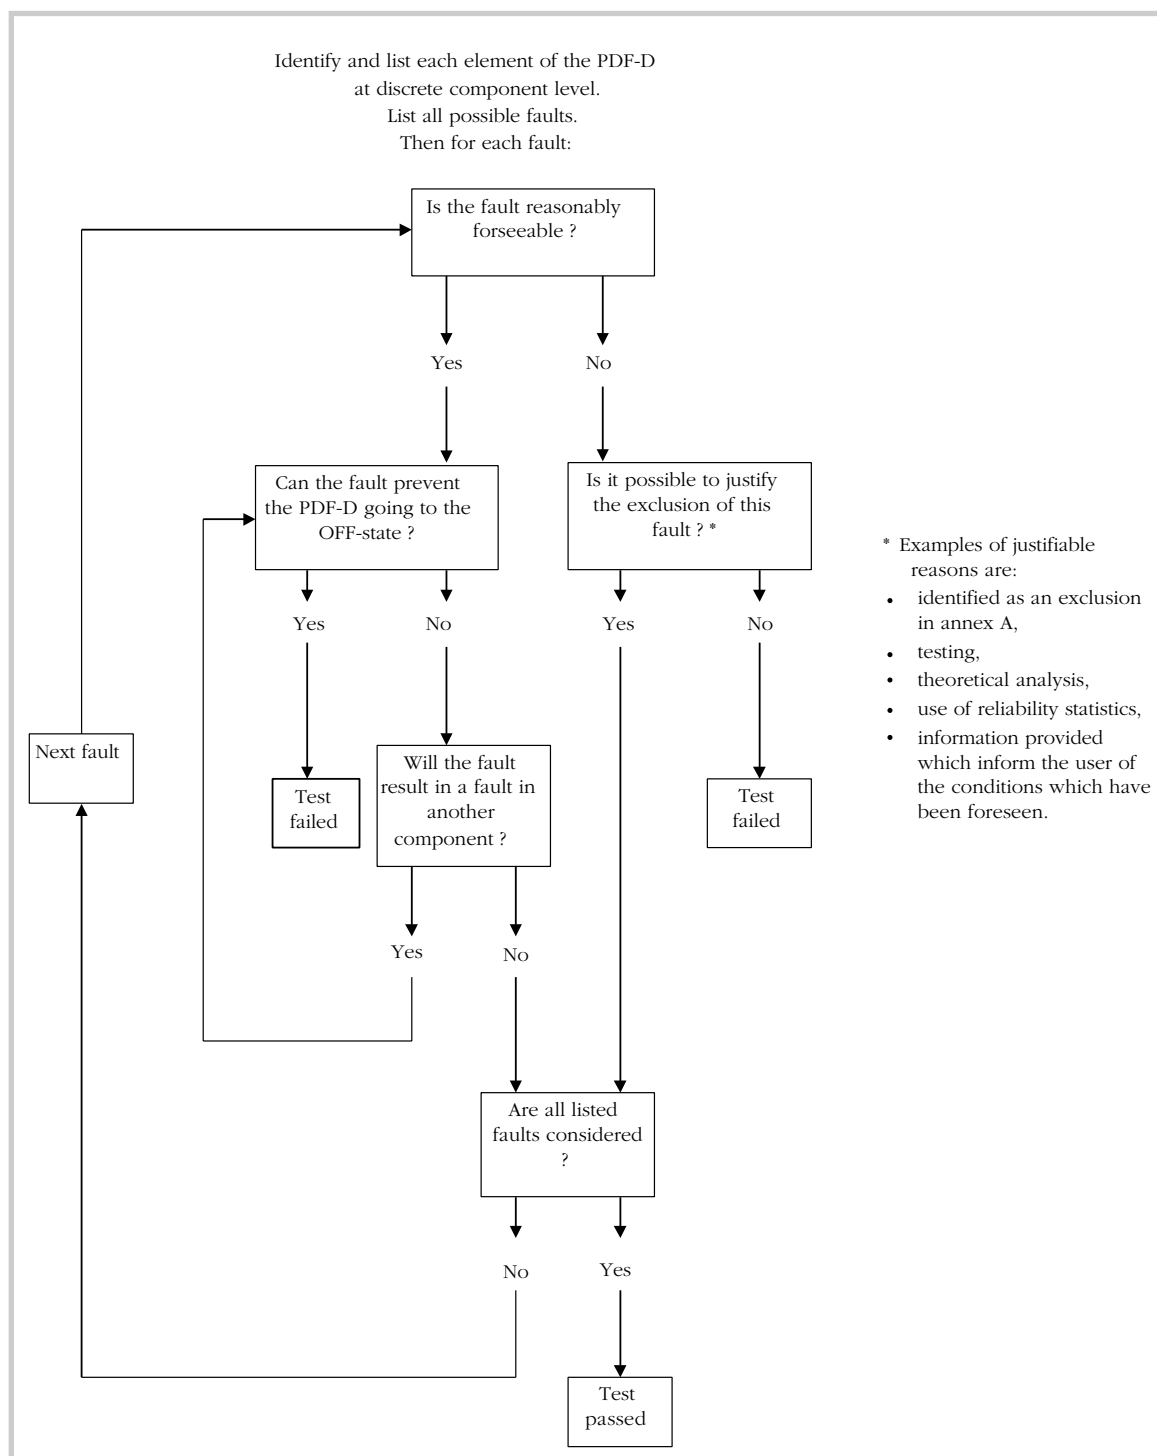 Identify and list each element of the PDF-D
at discrete component level.
List all possible faults.
Then for each fault:
Is the fault reasonably
forseeable ?
Yes
No
Can the fault prevent
the PDF-D going to the
OFF-state ?
Is it possible to justify
the exclusion of this
fault ? *
Yes
No
Yes
No
* Examples of justifiable
reasons are:
• identified as an exclusion
in annex A,
• testing,
• theoretical analysis,
• use of reliability statistics,
• information provided
which inform the user of
the conditions which have
been foreseen.
Next fault
Test
failed
Will the fault
result in a fault in
another
component ?
Test
failed
Yes
No
Are all listed
faults considered
?
No
Yes
Test
passed